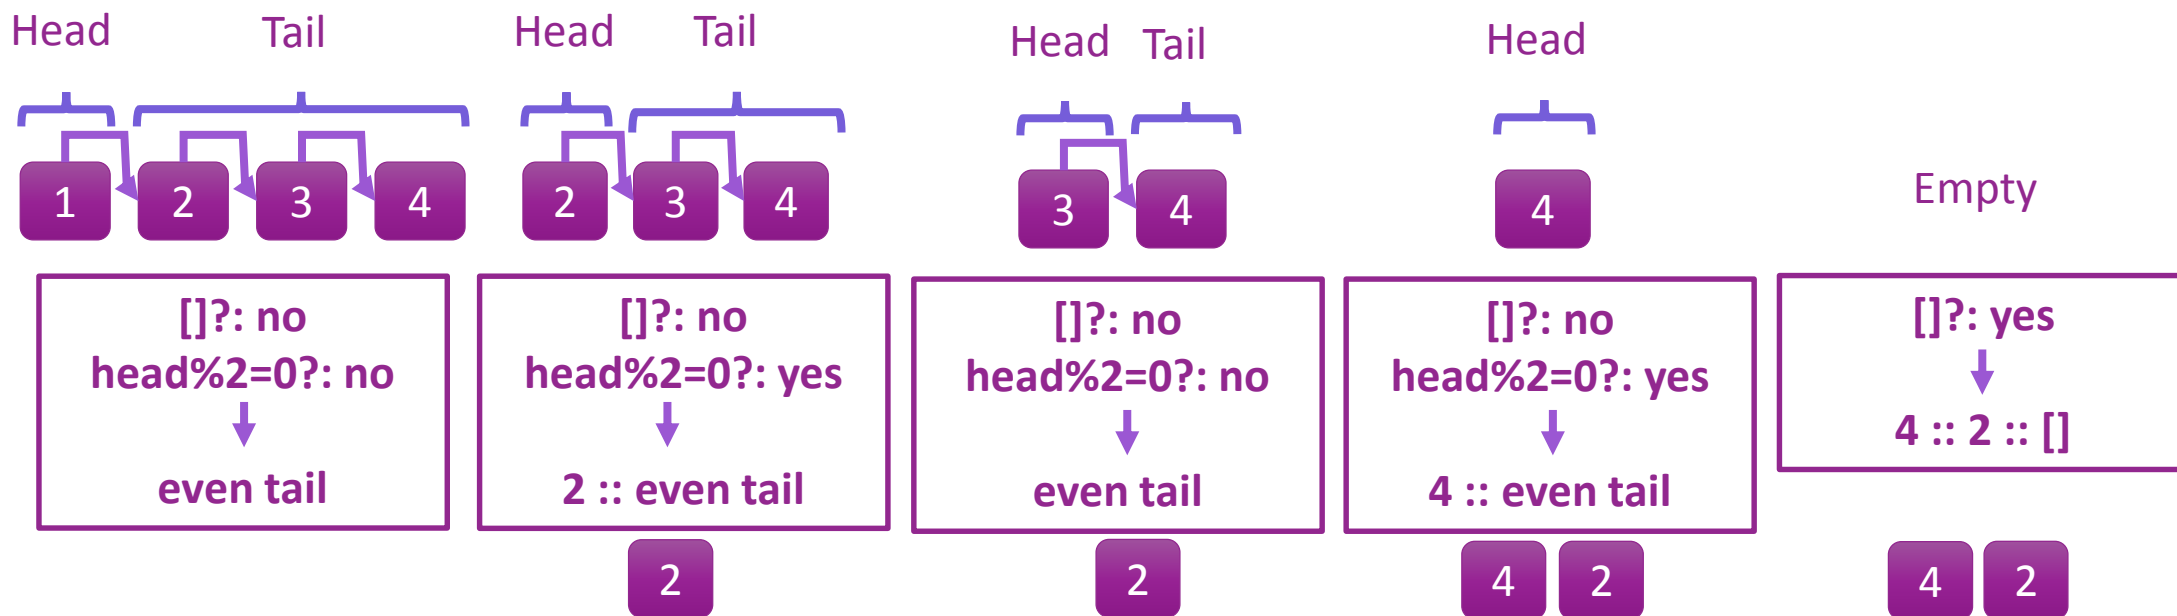 Head Tail
1 2 3 4
[]?: no
head%2=0?: no
even tail
Head Tail
2 3 4
[]?: no
head%2=0?: yes
2 :: even tail
2
Head Tail
3 4
[]?: no
head%2=0?: no
even tail
2
Head
4
[]?: no
head%2=0?: yes
4 :: even tail
4 2
Empty
[]?: yes
4 :: 2 :: []
4 2